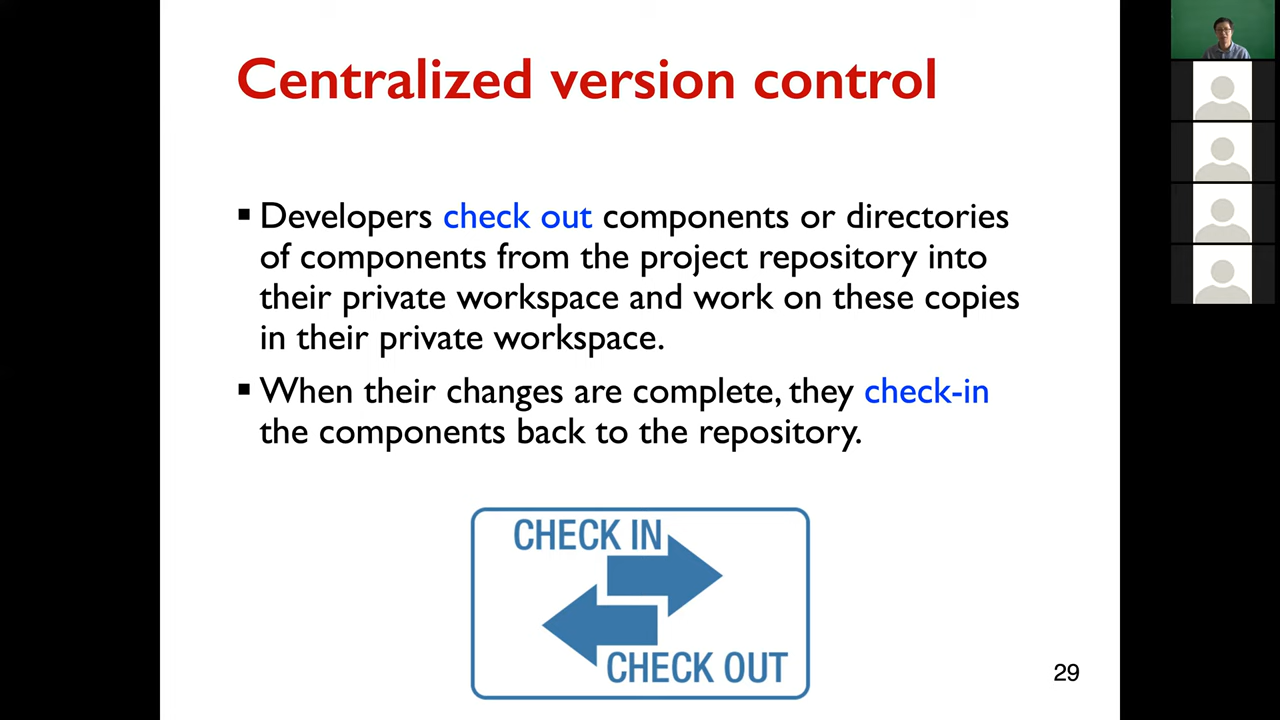 Centralized version control
▪ Developers check out components or directories
of components from the project repository into
their private workspace and work on these copies
in their private workspace.
▪ When their changes are complete, they check-in
the components back to the repository.
CHECK IN
CHECK OUT
29